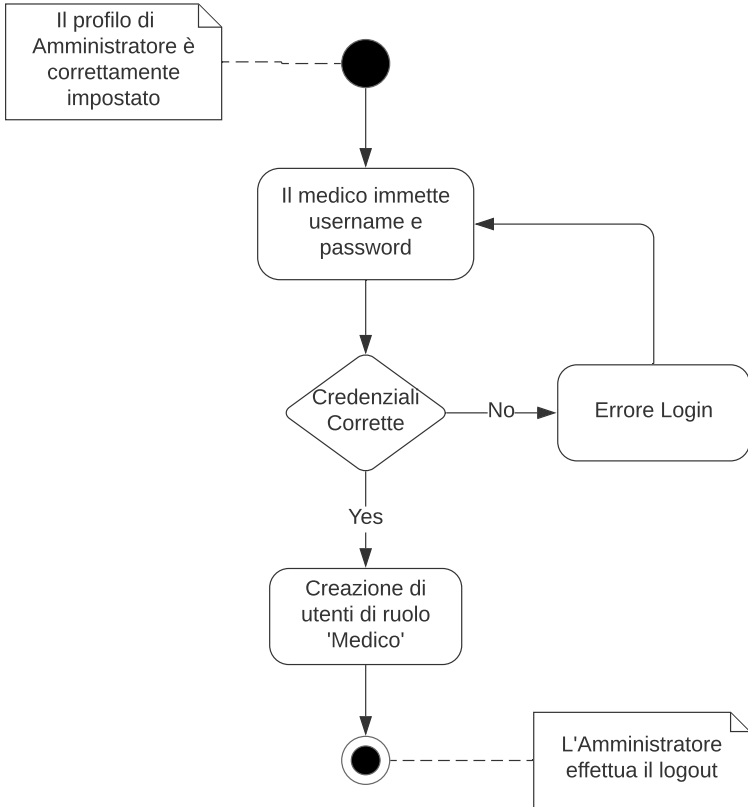 Il profilo di
Amministratore è
correttamente
impostato
Il medico immette
username e
password
Credenziali
Corrette
No
Errore Login
Yes
Creazione di
utenti di ruolo
'Medico'
L'Amministratore
effettua il logout